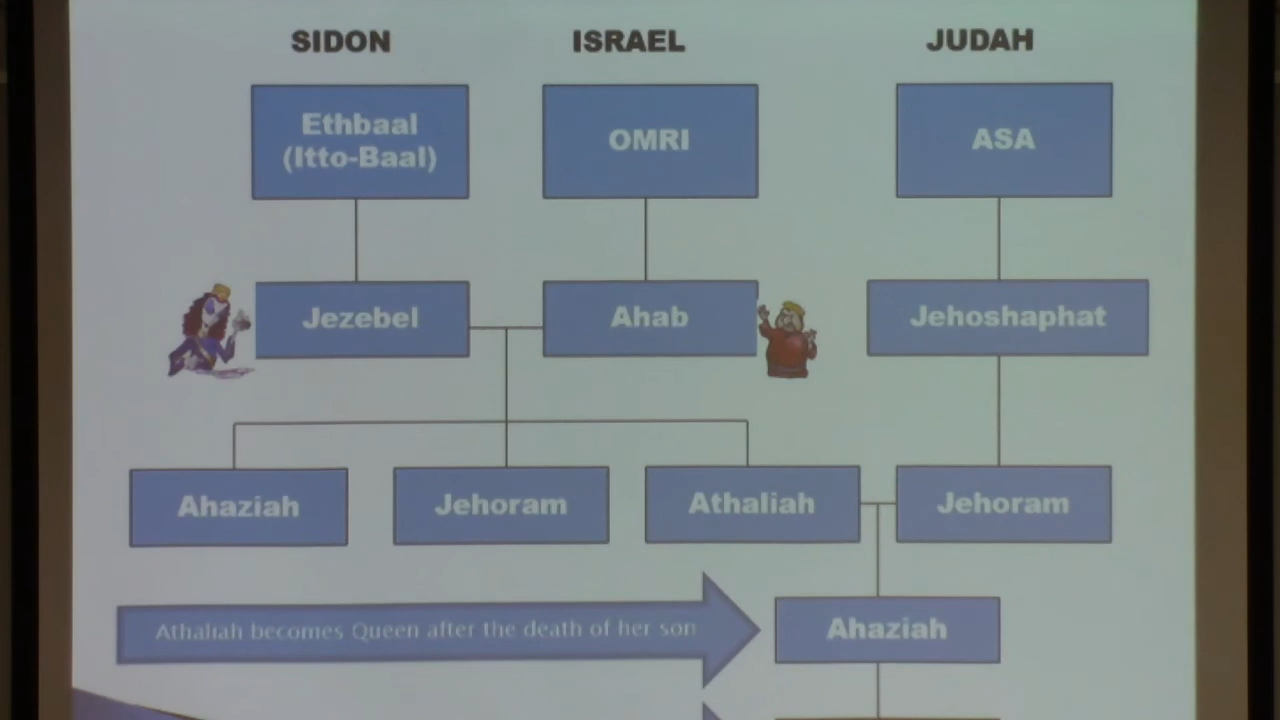 SIDON
ISRAEL
JUDAH
Ethbaal
(Itto-Baal)
OMRI
ASA
Jezebel
Ahab
Jehoshaphat
Ahaziah
Jehoram
Athaliah
Jehoram
Athaliah becomes Queen after the death of her son
Ahaziah